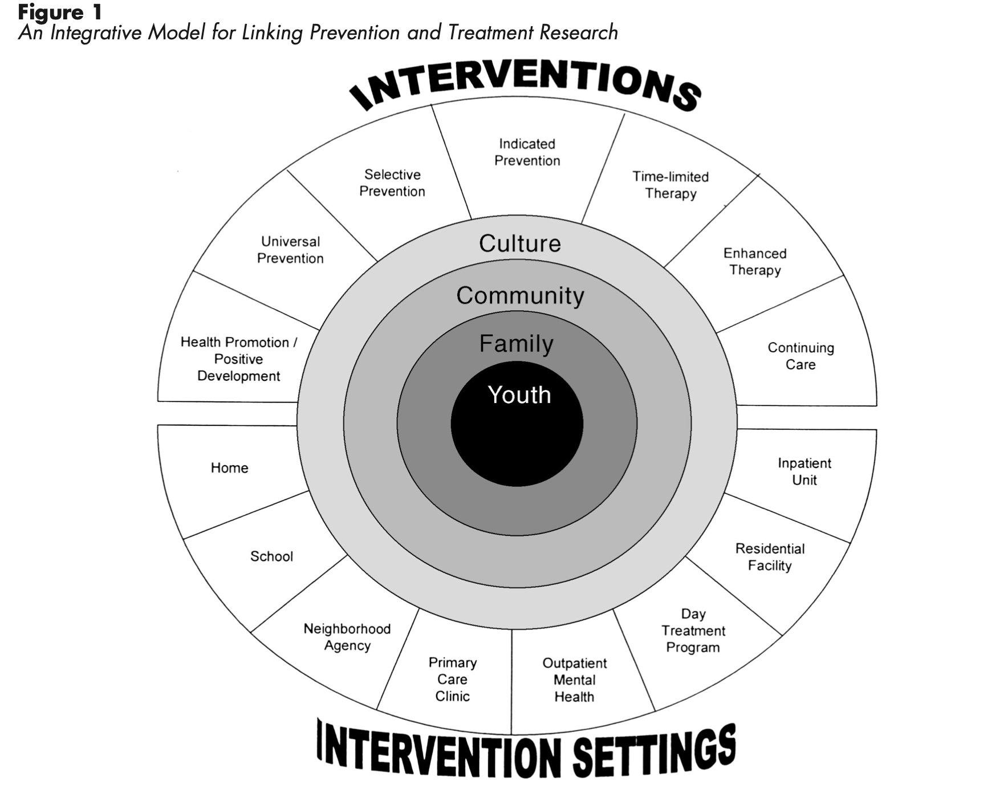 Figure 1
An Integrative Model for Linking Prevention and Treatment Research
INTERVENTIONS
Indicated
Prevention
Selective
Prevention
Time-limited
Therapy
Universal
Prevention
Enhanced
Therapy
Health Promotion /
Positive
Development
Continuing
Care
Culture
Community
Family
Youth
Home
School
Neighborhood
Agency
Primary
Care
Clinic
Outpatient
Mental
Health
Day
Treatment
Program
Residential
Facility
Inpatient
Unit
INTERVENTION SETTINGS